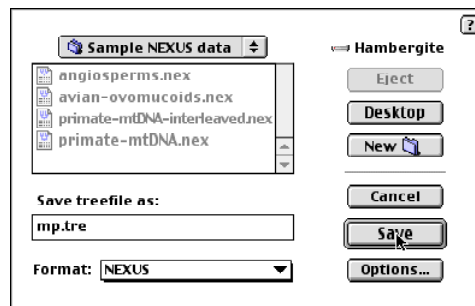 ?
Sample NEXUS data
Hambergite
angiosperms.nex
avian-ovomucoids.nex
primate-mtDNA-interleaved.nex
primate-mtDNA.nex
Eject
Desktop
New
Save treefile as:
mp.tre
Cancel
Save
Format: NEXUS
Options...